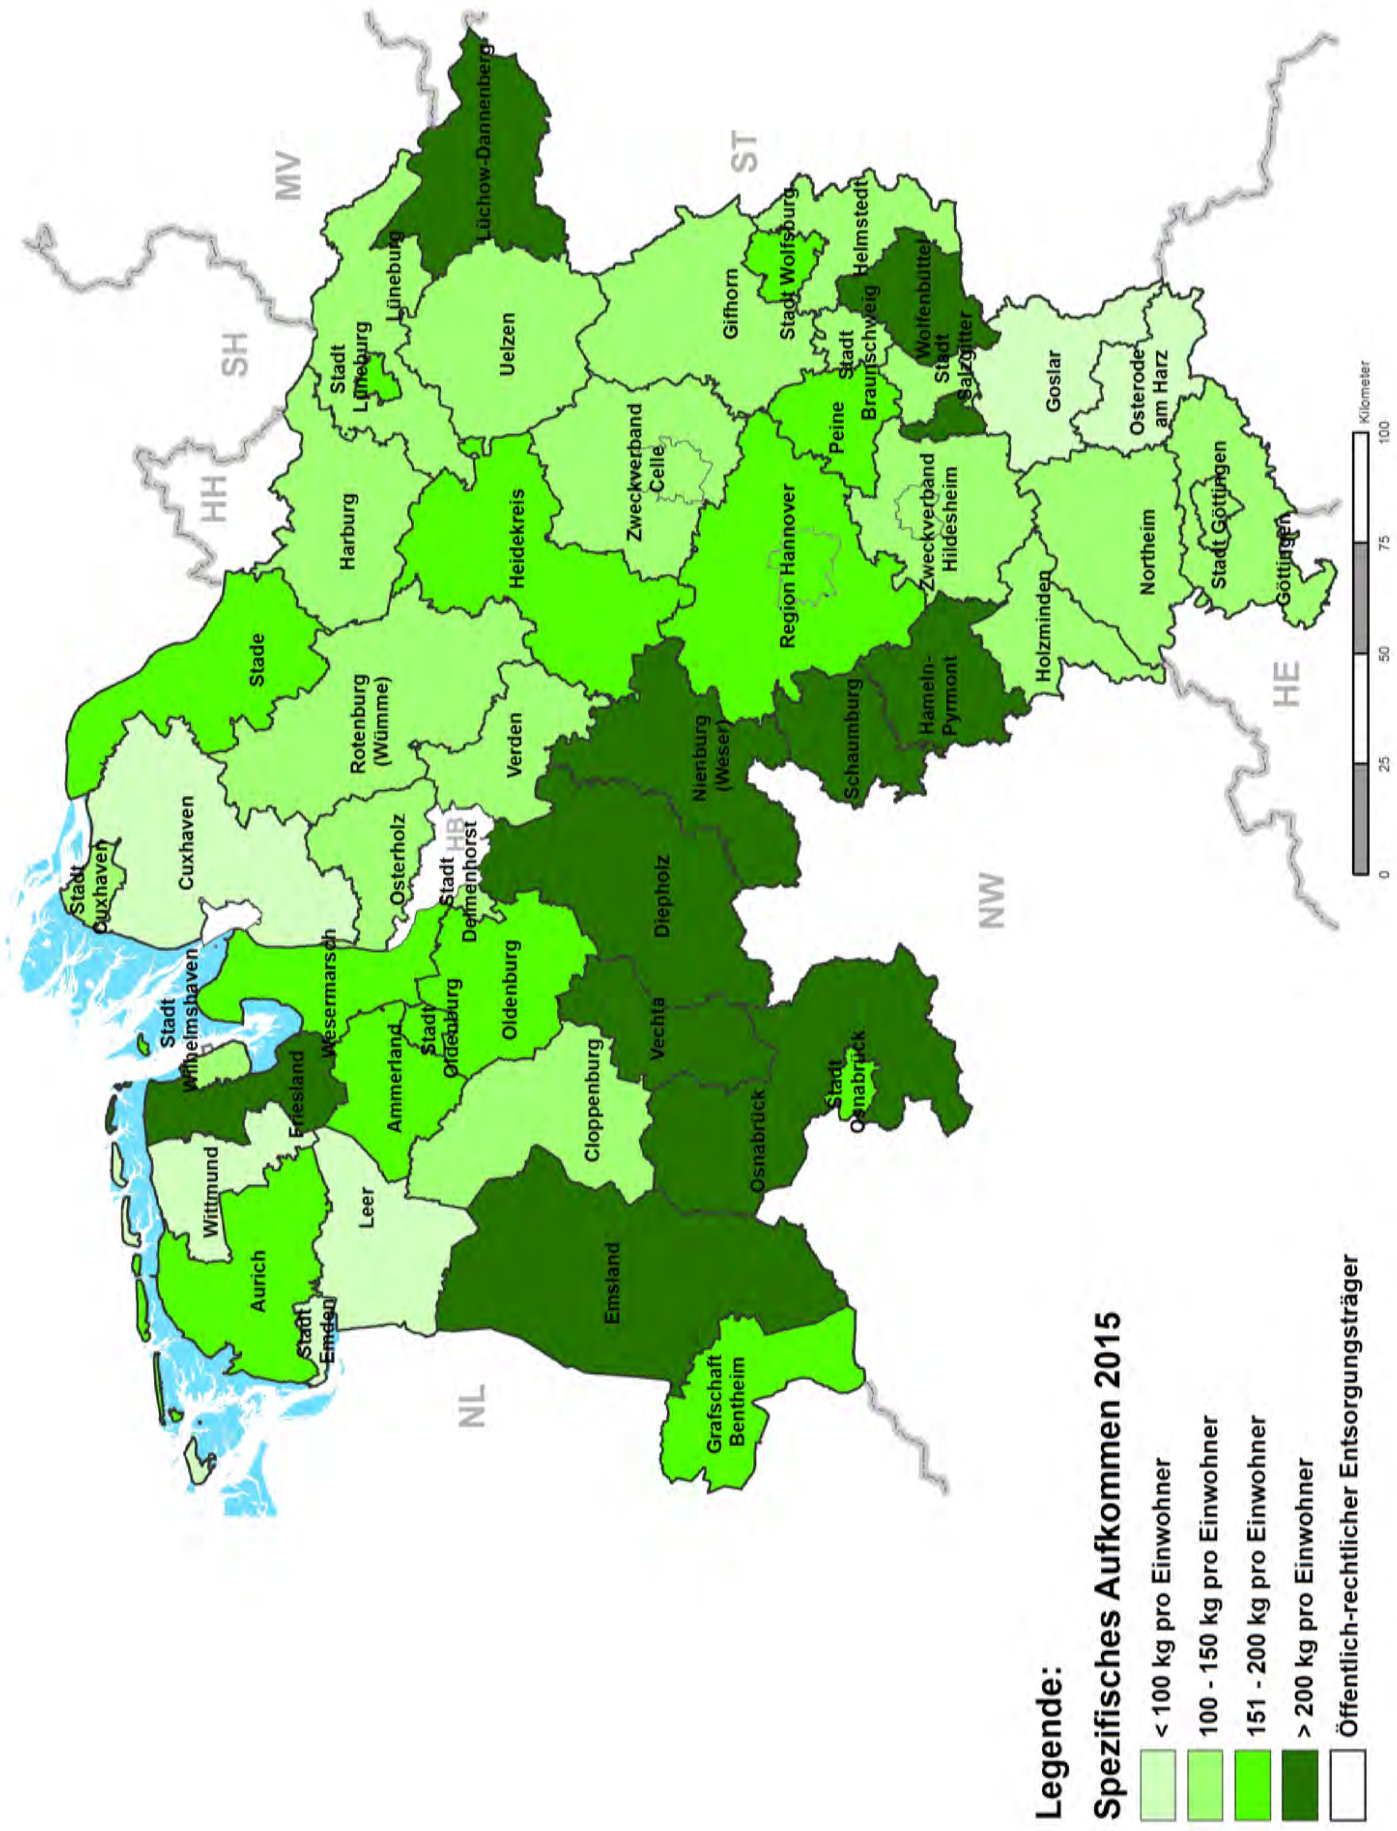 MV
SH
HH
ST
HB
NL
NW
HE
Stadt
Cuxhaven
Cuxhaven
Stade
Stadt
Wilhelmshaven
Wittmund
Friesland
Aurich
Stadt
Emden
Leer
Wesermarsch
Ammerland
Stadt
Oldenburg
Oldenburg
Stadt
Delmenhorst
Osterholz
Rotenburg
(Wümme)
Verden
Harburg
Stadt
Lüneburg
Lüneburg
Lüchow-Dannenberg
Uelzen
Heidekreis
Zweckverband
Celle
Gifhorn
Stadt Wolfsburg
Helmstedt
Stadt
Braunschweig
Wolfenbüttel
Stadt
Salzgitter
Peine
Region Hannover
Zweckverband
Hildesheim
Nienburg
(Weser)
Schaumburg
Hameln-
Pyrmont
Holzminden
Northeim
Goslar
Osterode
am Harz
Stadt Göttingen
Göttingen
Diepholz
Vechta
Cloppenburg
Emsland
Grafschaft
Bentheim
Osnabrück
Stadt
Osnabrück
Legende:
Spezifisches Aufkommen 2015
< 100 kg pro Einwohner
100 - 150 kg pro Einwohner
151 - 200 kg pro Einwohner
> 200 kg pro Einwohner
Öffentlich-rechtlicher Entsorgungsträger
0 25 50 75 100
Kilometer